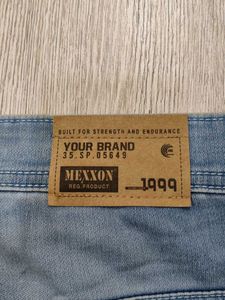 BUILT FOR STRENGTH AND ENDURANCE
YOUR BRAND
35.SP.05649
MEXXON
REG.PRODUCT
1999